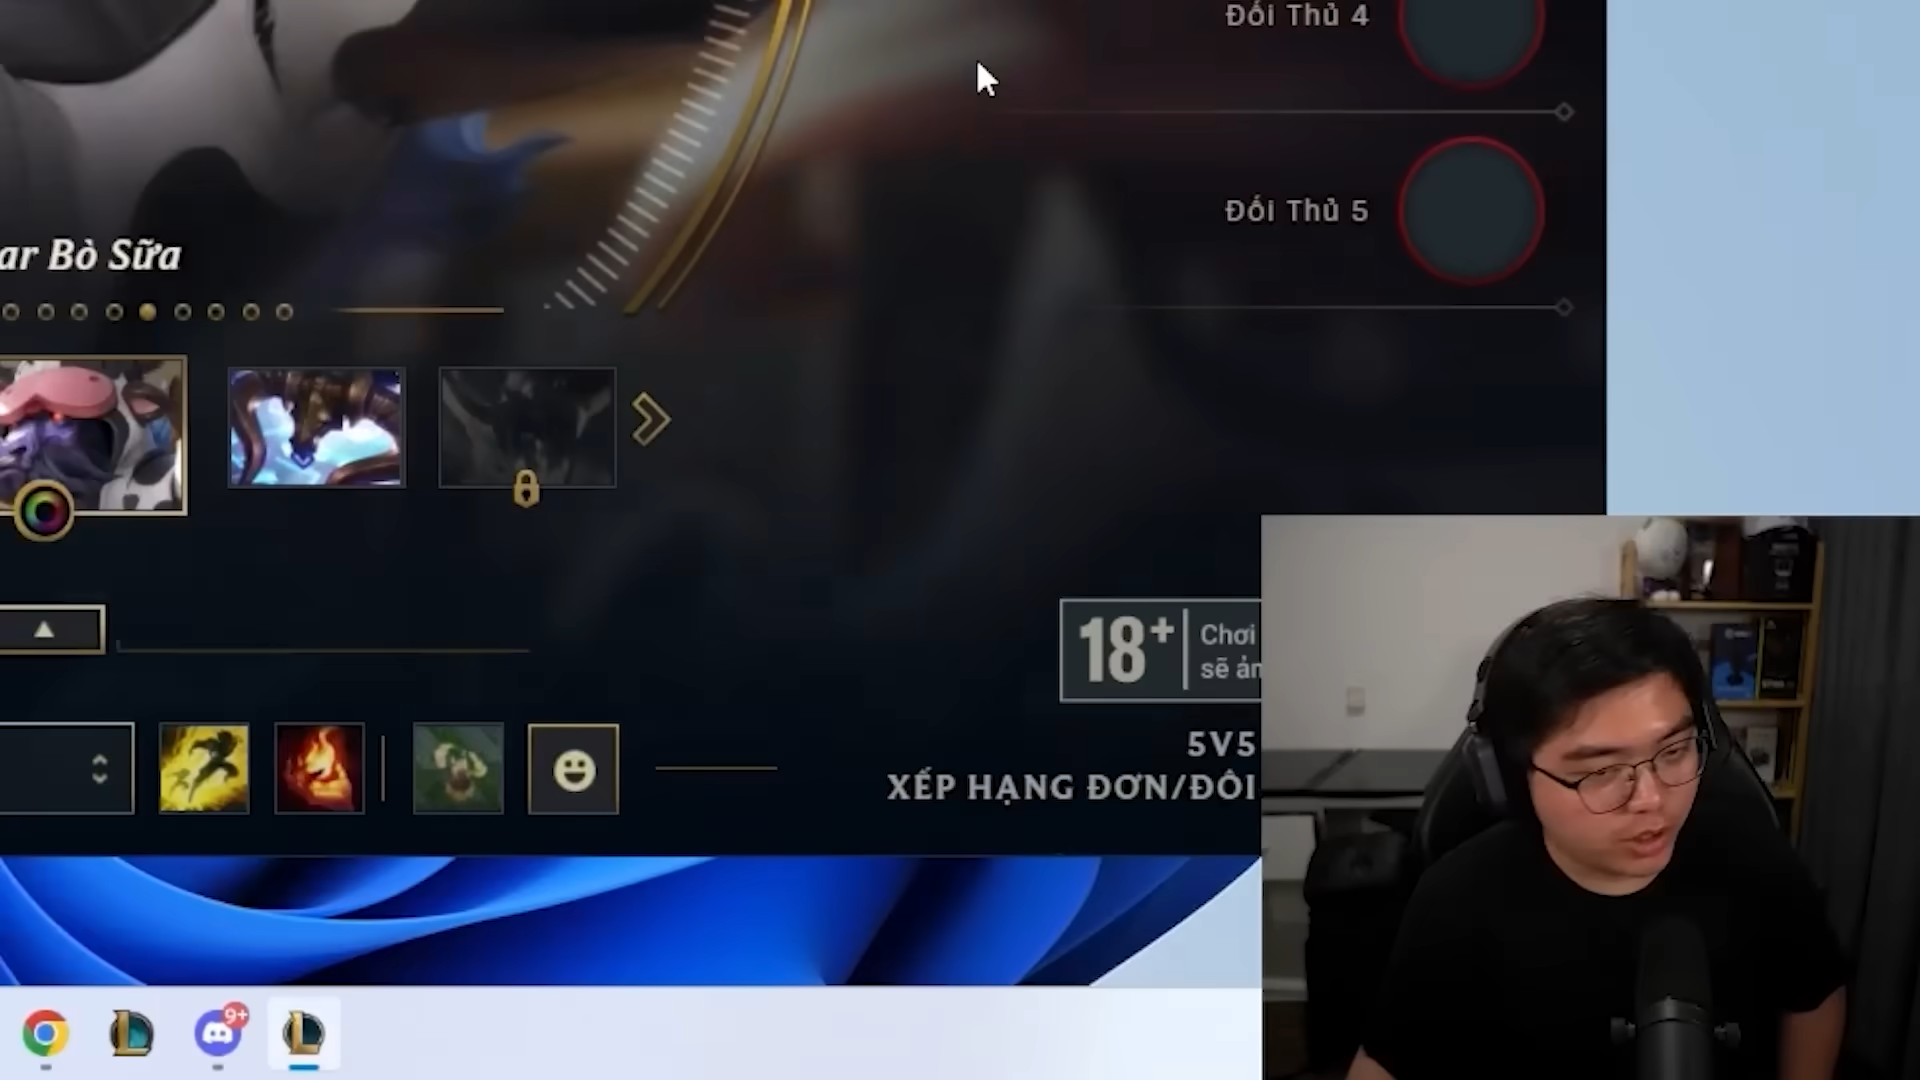 Đối Thủ 4
Đối Thủ 5
ar Bò Sữa
18+
Chơi
sẽ ản
5V5
XẾP HẠNG ĐƠN/ĐÔI
9+